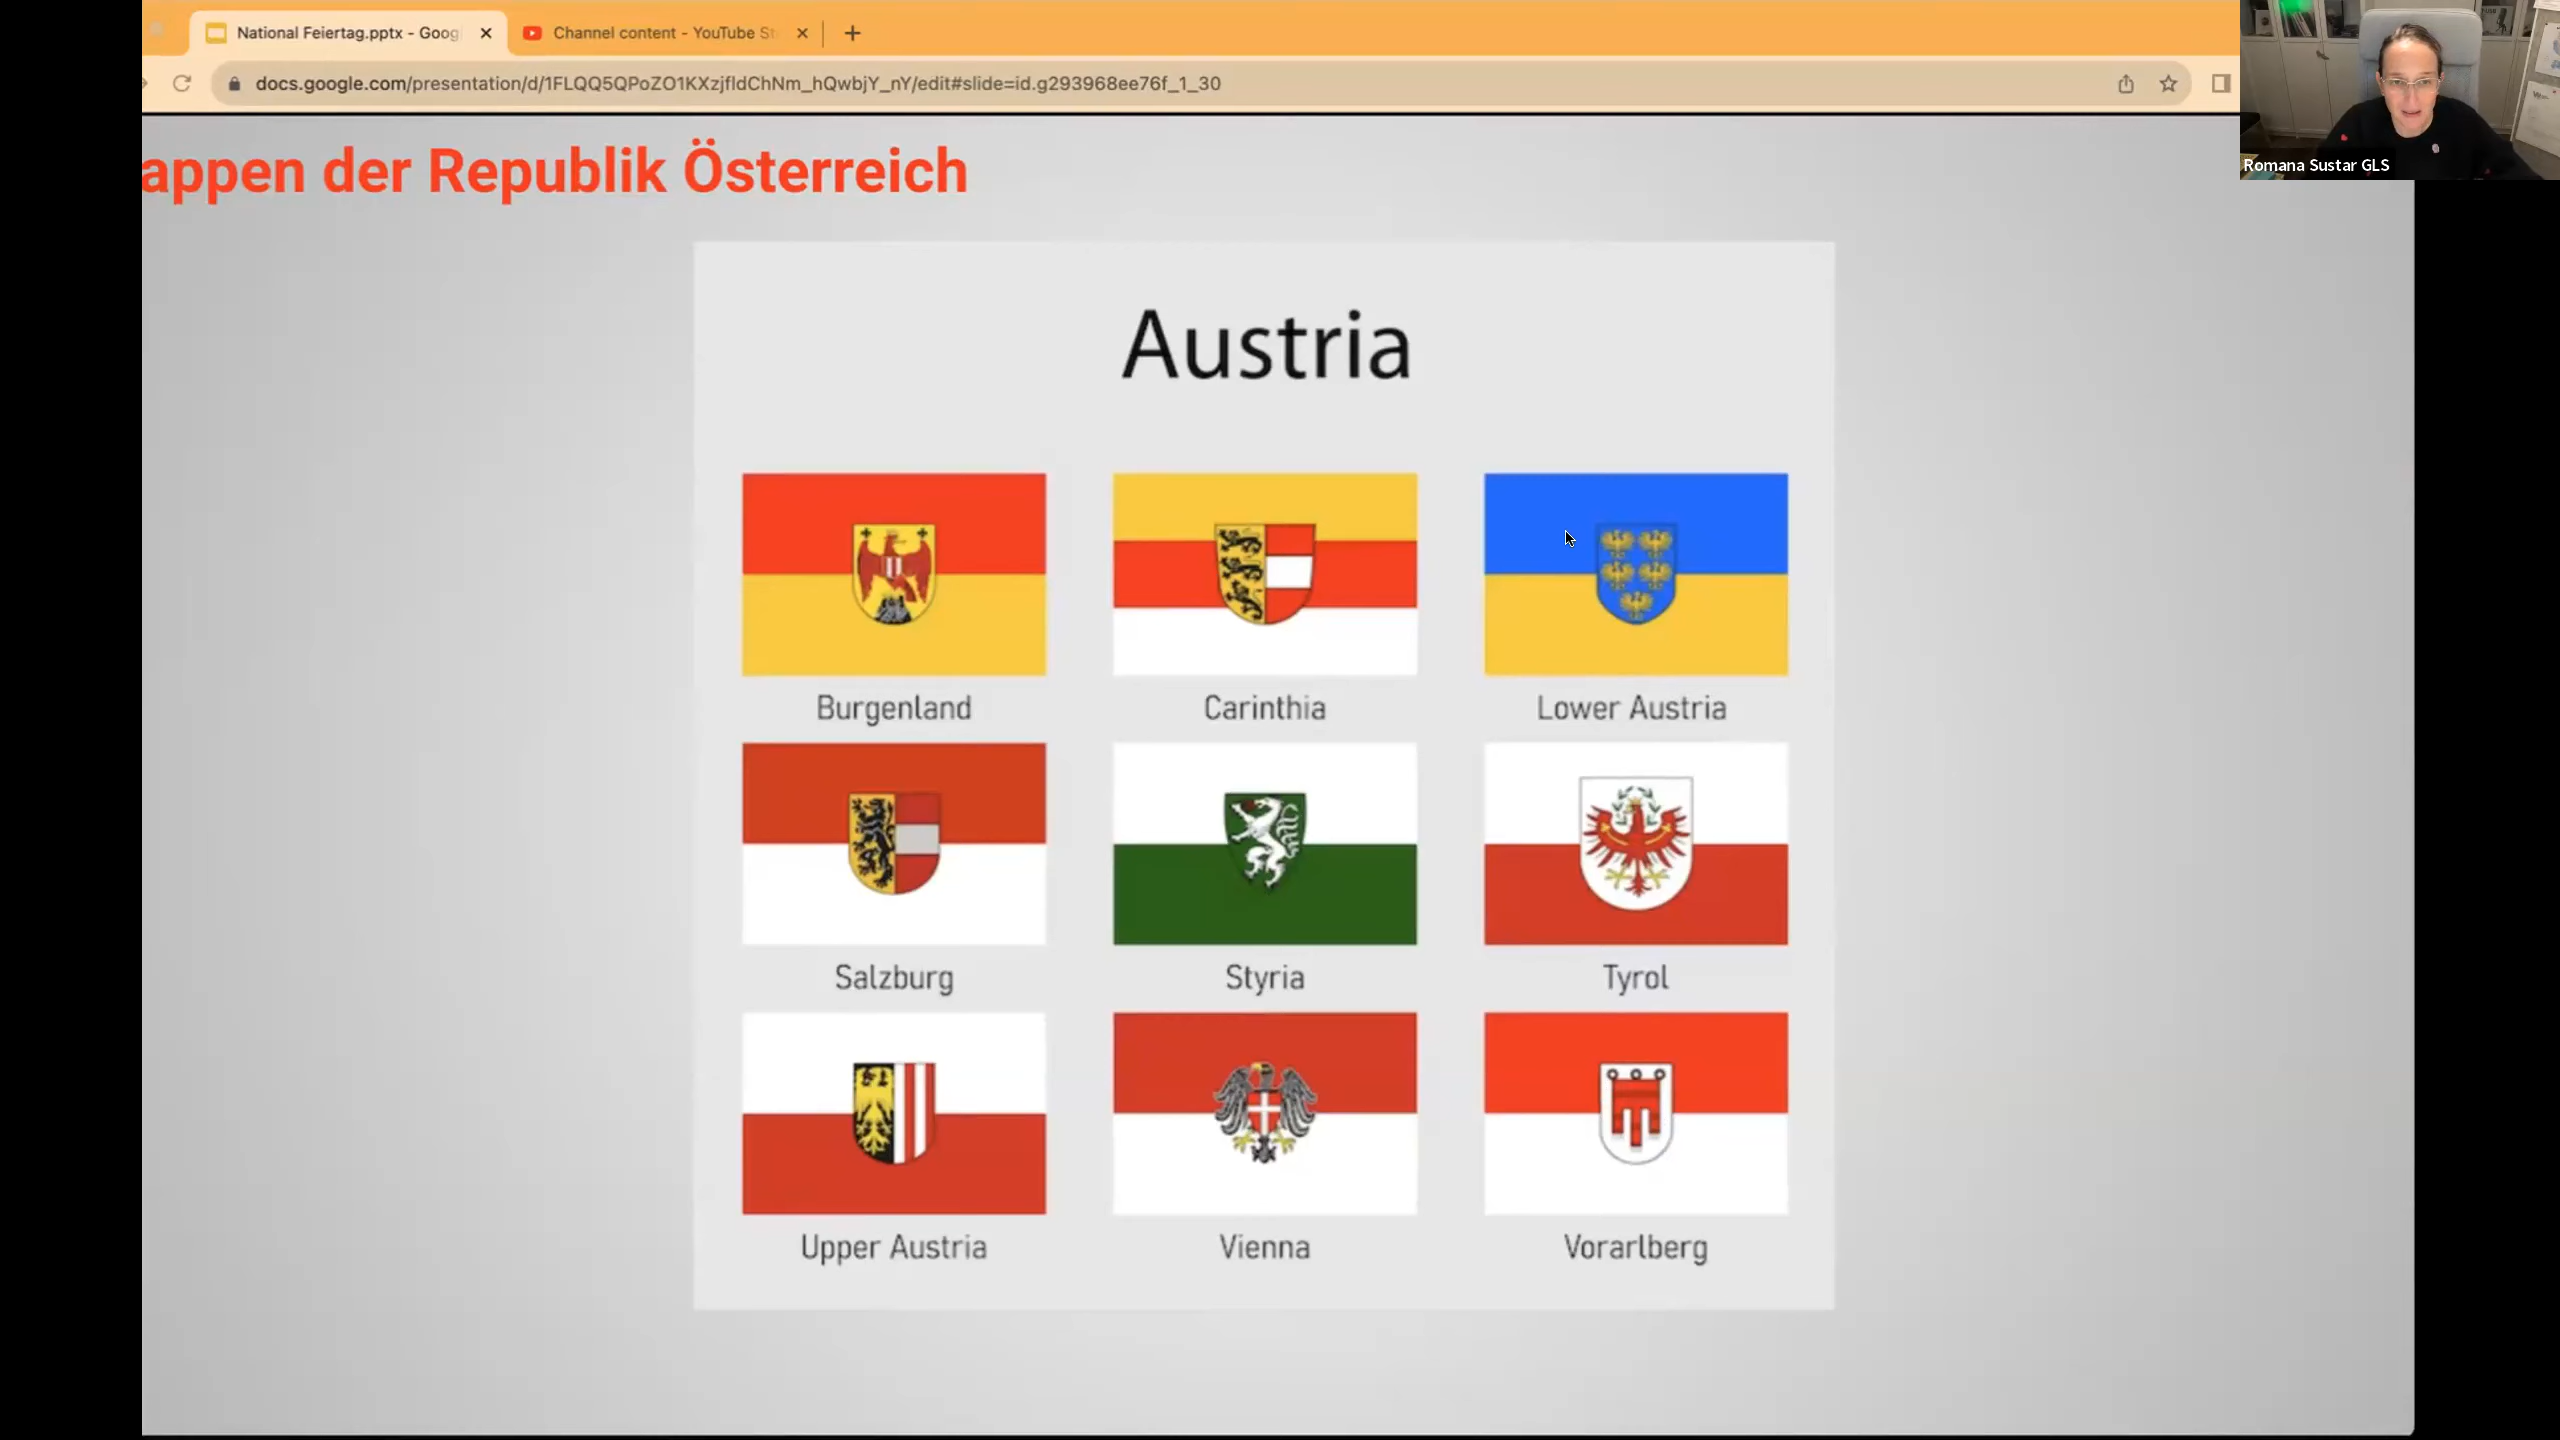 National Feiertag.pptx - Goog
Channel content - YouTube St
docs.google.com/presentation/d/1FLQQ5QPoZO1KXzjfldChNm_hQwbjY_nY/edit#slide=id.g293968ee76f_1_30
Romana Sustar GLS
appen der Republik Österreich
Austria
Burgenland
Carinthia
Lower Austria
Salzburg
Styria
Tyrol
Upper Austria
Vienna
Vorarlberg